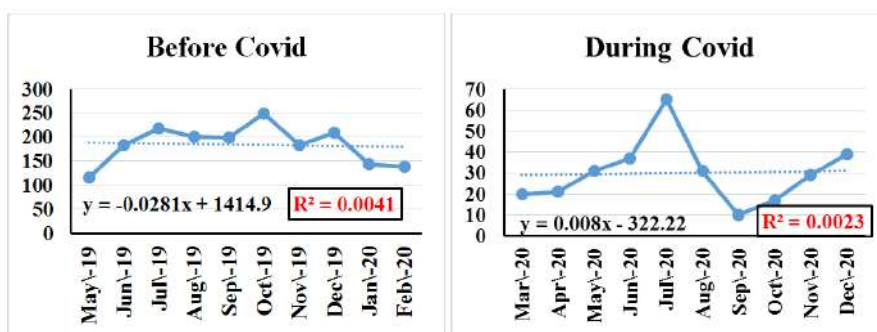 Before Covid
300
250
200
150
100
50
0
y = -0.0281x + 1414.9
R² = 0.0041
May\-19
Jun\-19
Jul\-19
Aug\-19
Sep\-19
Oct\-19
Nov\-19
Dec\-19
Jan\-20
Feb\-20
During Covid
70
60
50
40
30
20
10
0
y = 0.008x - 322.22
R² = 0.0023
Mar\-20
Apr\-20
May\-20
Jun\-20
Jul\-20
Aug\-20
Sep\-20
Oct\-20
Nov\-20
Dec\-20